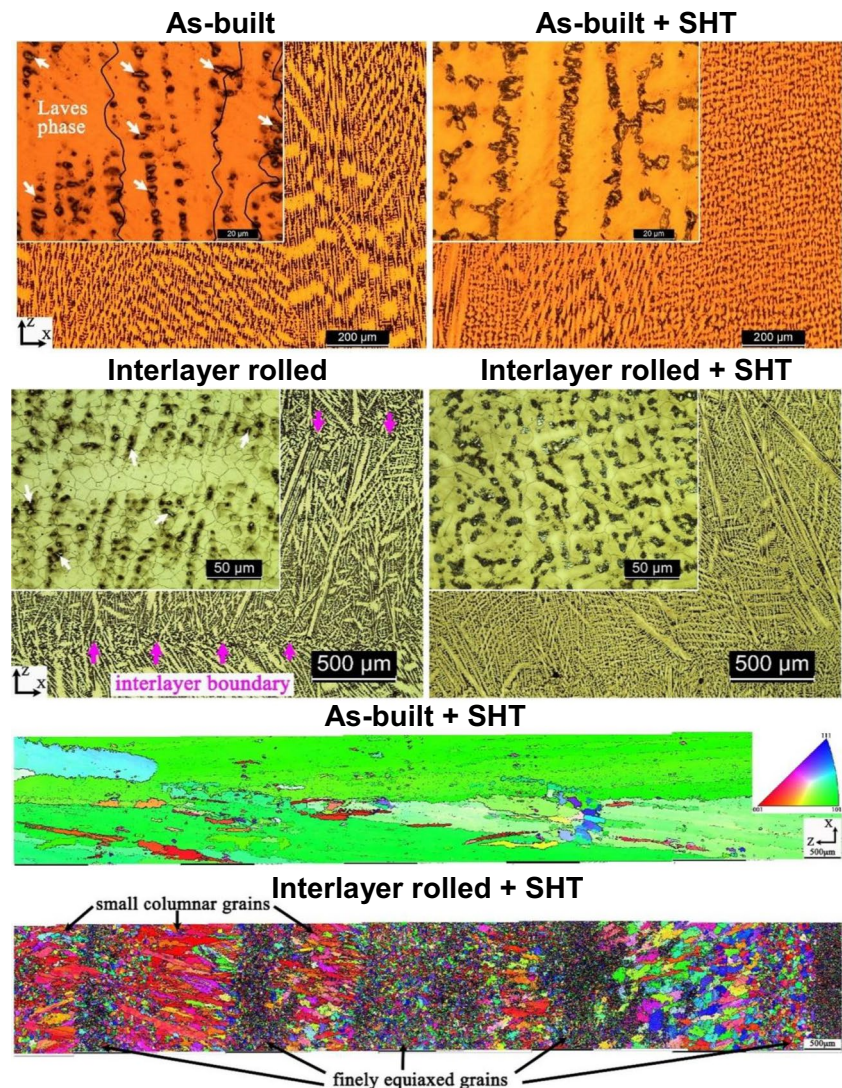 As-built
As-built + SHT
Laves
phase
20 µm
20 µm
z
x
200 µm
200 µm
Interlayer rolled
Interlayer rolled + SHT
50 µm
50 µm
z
x
500 µm
500 µm
interlayer boundary
As-built + SHT
111
001
101
X
Z
500µm
Interlayer rolled + SHT
small columnar grains
500µm
finely equiaxed grains